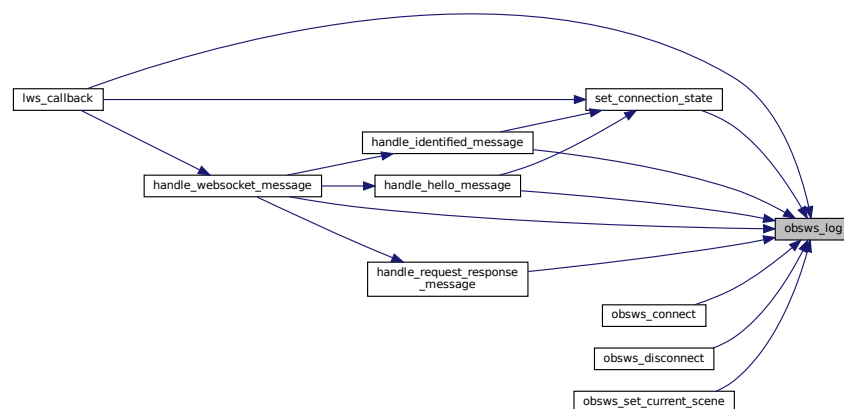 lws_callback
set_connection_state
handle_identified_message
handle_websocket_message
handle_hello_message
obsws_log
handle_request_response
_message
obsws_connect
obsws_disconnect
obsws_set_current_scene